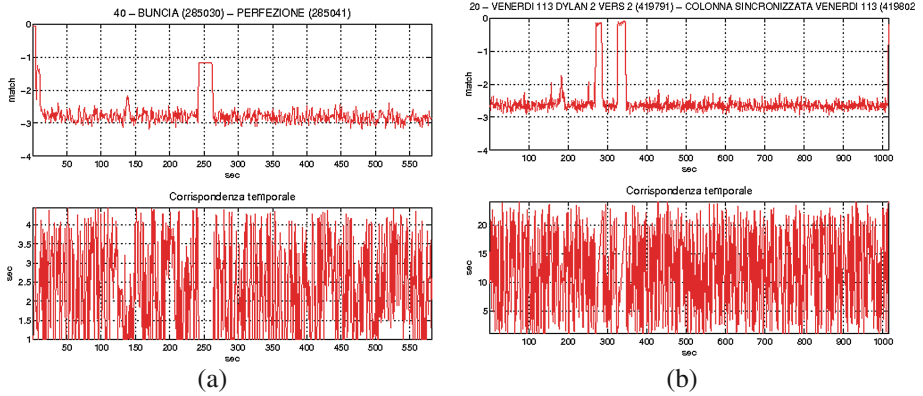 40 – BUNCIA (285030) – PERFEZIONE (285041)
0
−1
−2
−3
−4
match
50 100 150 200 250 300 350 400 450 500 550
sec
Corrispondenza temporale
4
3.5
3
2.5
2
1.5
1
sec
50 100 150 200 250 300 350 400 450 500 550
sec
(a)
20 – VENERDI 113 DYLAN 2 VERS 2 (419791) – COLONNA SINCRONIZZATA VENERDI 113 (419802
0
−1
−2
−3
−4
match
100 200 300 400 500 600 700 800 900 1000
sec
Corrispondenza temporale
20
15
10
5
sec
100 200 300 400 500 600 700 800 900 1000
sec
(b)